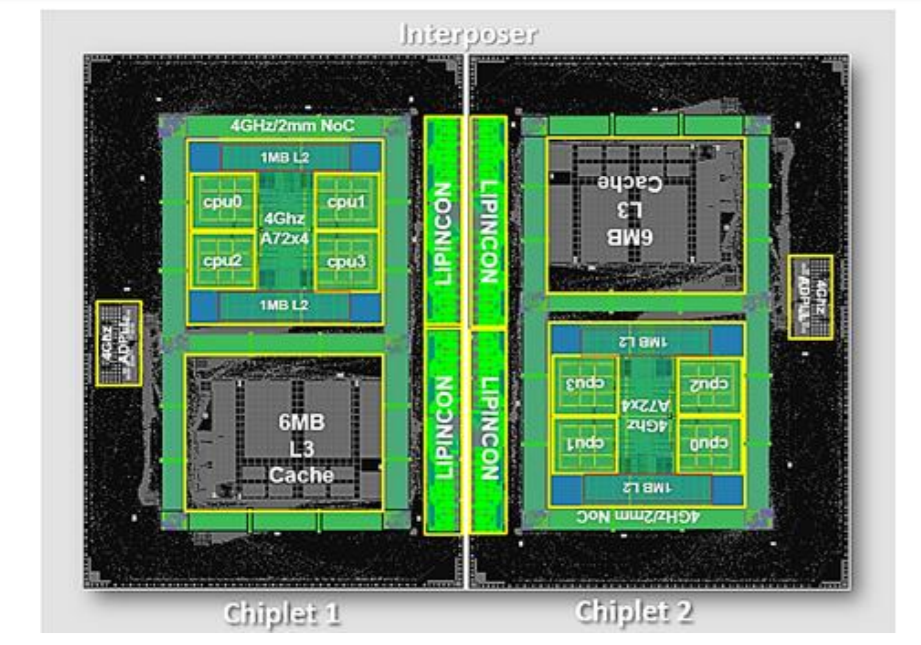 Interposer
4GHz/2mm NoC
1MB L2
cpu0
cpu1
4Ghz
A72x4
cpu2
cpu3
1MB L2
4Ghz
6MB
L3
Cache
LIPINCON
LIPINCON
LIPINCON
LIPINCON
6MB
L3
Cache
4Ghz
1MB L2
cpu3
cpu2
A72x4
4Ghz
cpu1
cpu0
1MB L2
4GHz/2mm NoC
Chiplet 1
Chiplet 2